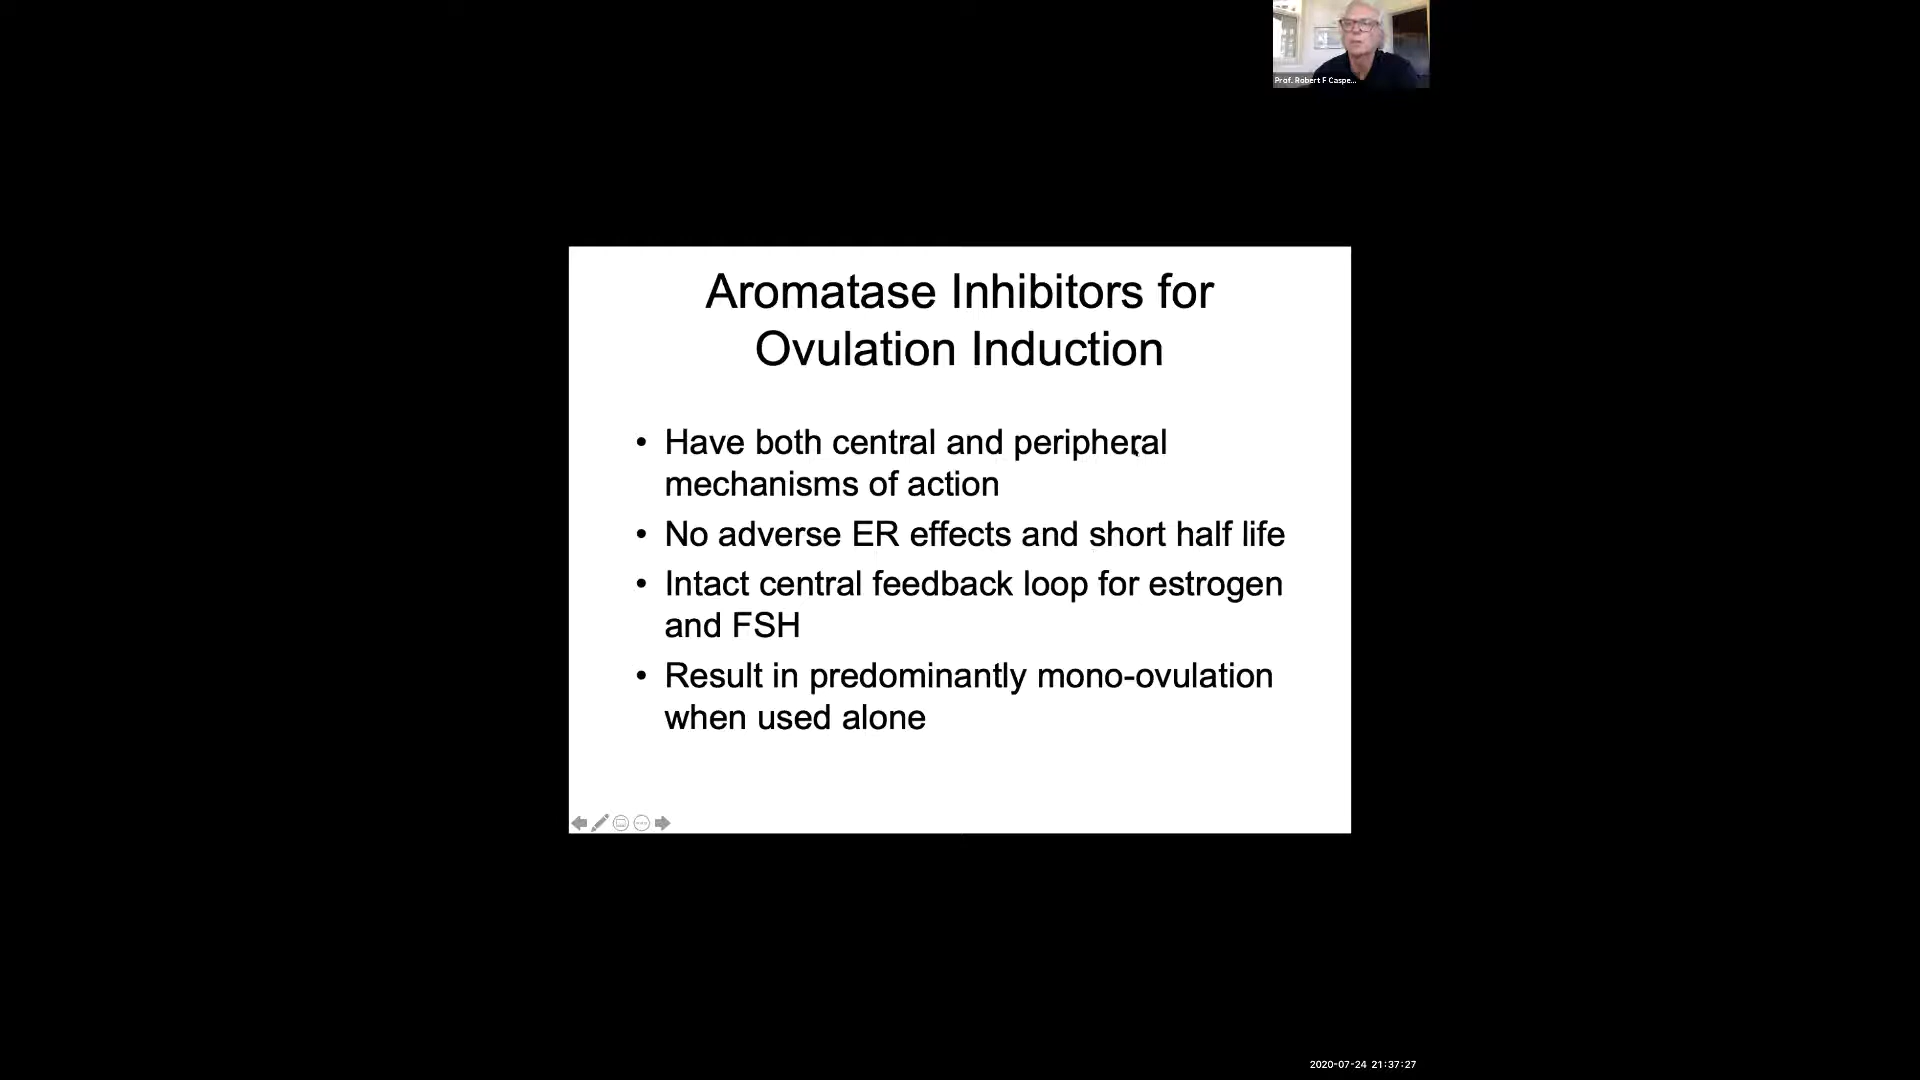 Prof. Robert F Caspe...
Aromatase Inhibitors for
Ovulation Induction
• Have both central and peripheral
mechanisms of action
• No adverse ER effects and short half life
• Intact central feedback loop for estrogen
and FSH
• Result in predominantly mono-ovulation
when used alone
2020-07-24 21:37:27